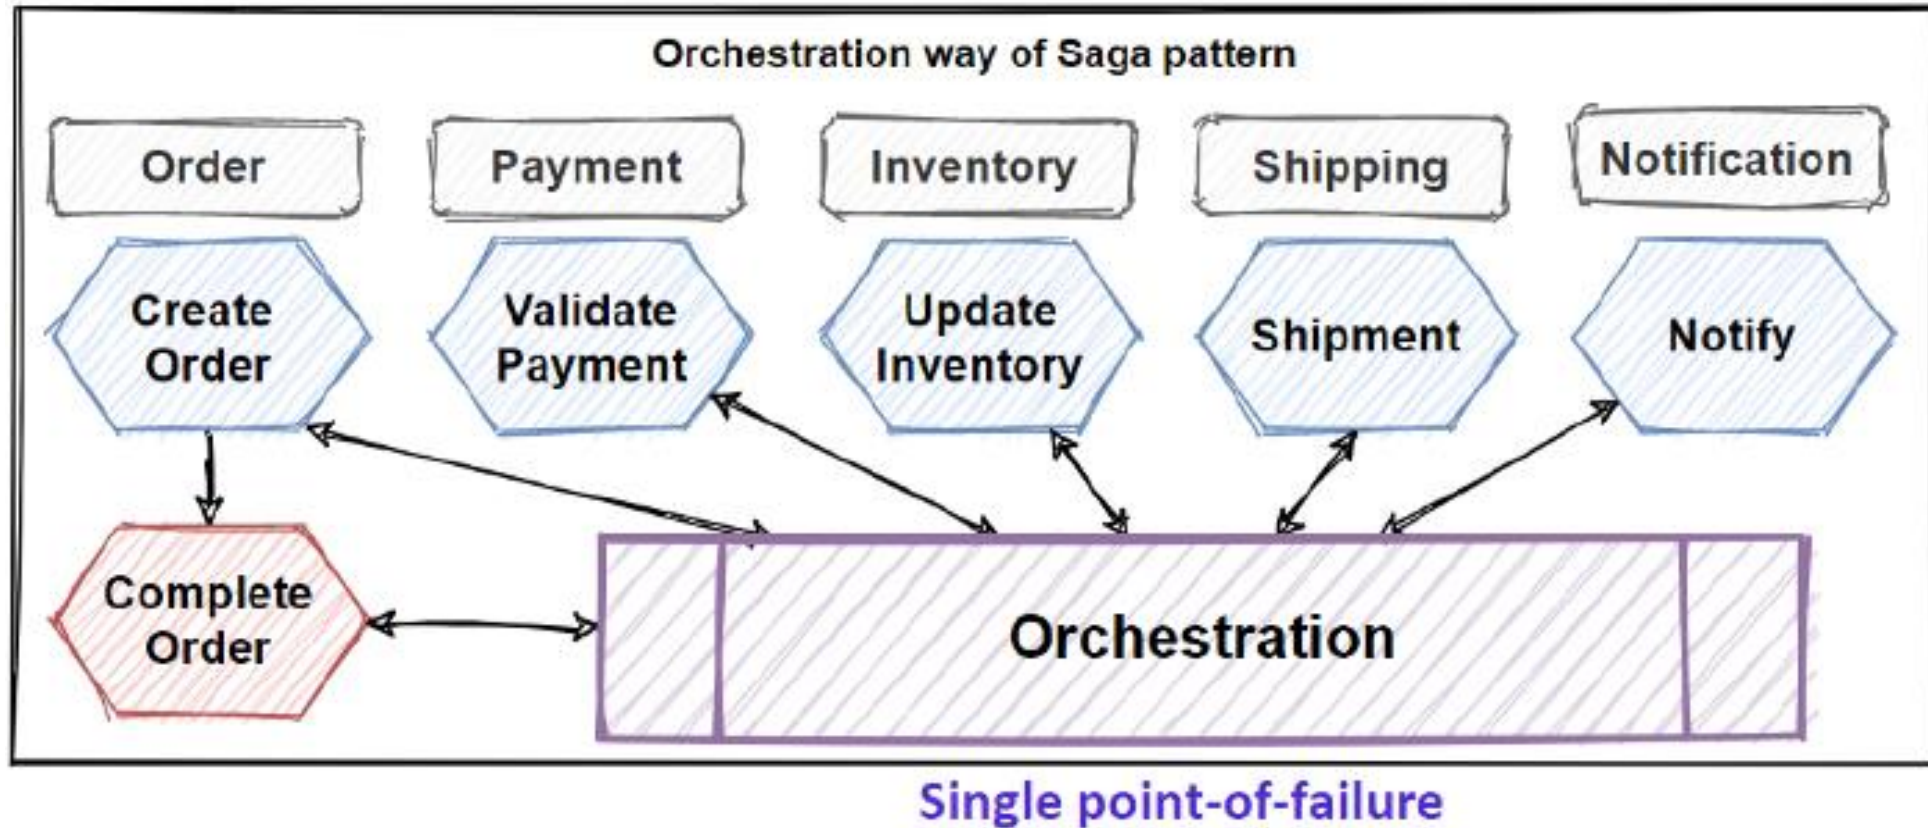 Orchestration way of Saga pattern
Order
Payment
Inventory
Shipping
Notification
Create
Order
Validate
Payment
Update
Inventory
Shipment
Notify
Complete
Order
Orchestration
Single point-of-failure